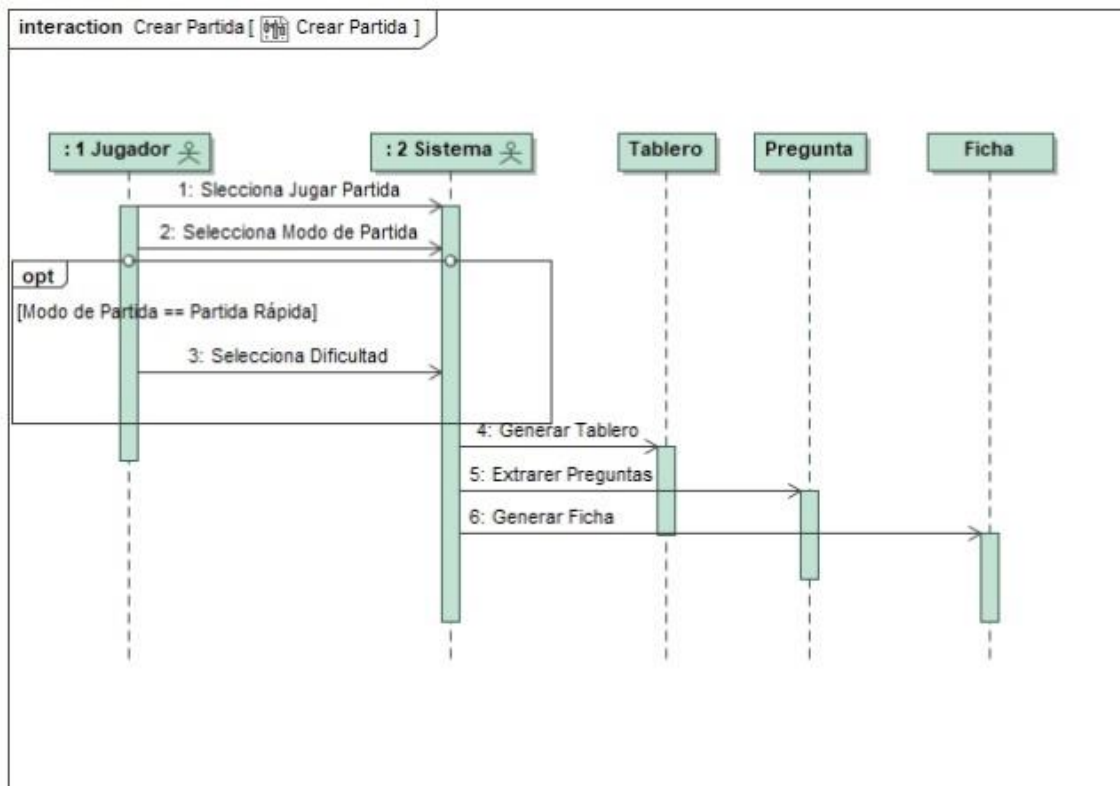 interaction Crear Partida [ Crear Partida ]
: 1 Jugador
: 2 Sistema
Tablero
Pregunta
Ficha
1: Slecciona Jugar Partida
2: Selecciona Modo de Partida
opt
[Modo de Partida == Partida Rápida]
3: Selecciona Dificultad
4: Generar Tablero
5: Extrarer Preguntas
6: Generar Ficha